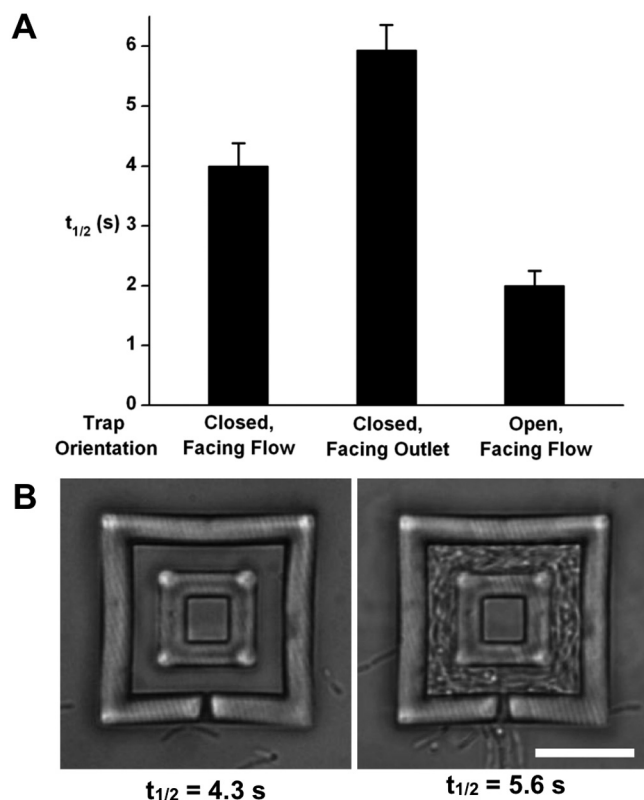 A
6
5
4
t1/2 (s) 3
2
1
0
Trap Orientation
Closed, Facing Flow
Closed, Facing Outlet
Open, Facing Flow
B
t1/2 = 4.3 s
t1/2 = 5.6 s